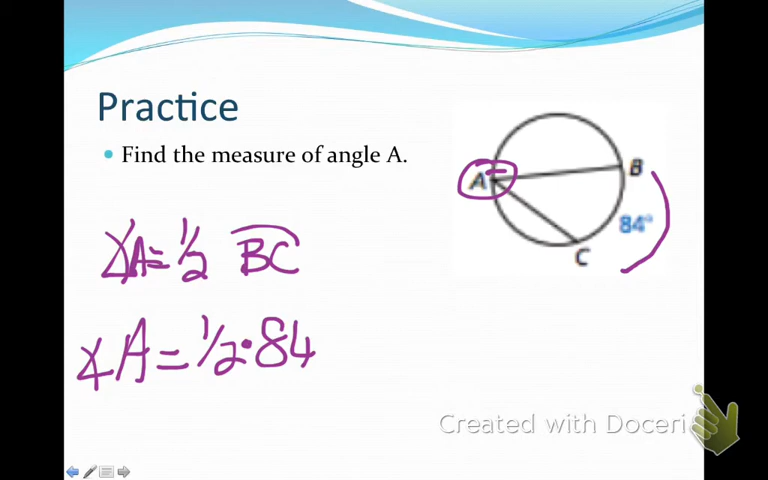 Practice
Find the measure of angle A.
A
B
84°
C
∡A = 1/2 BC
∡A = 1/2 · 84
Created with Doceri